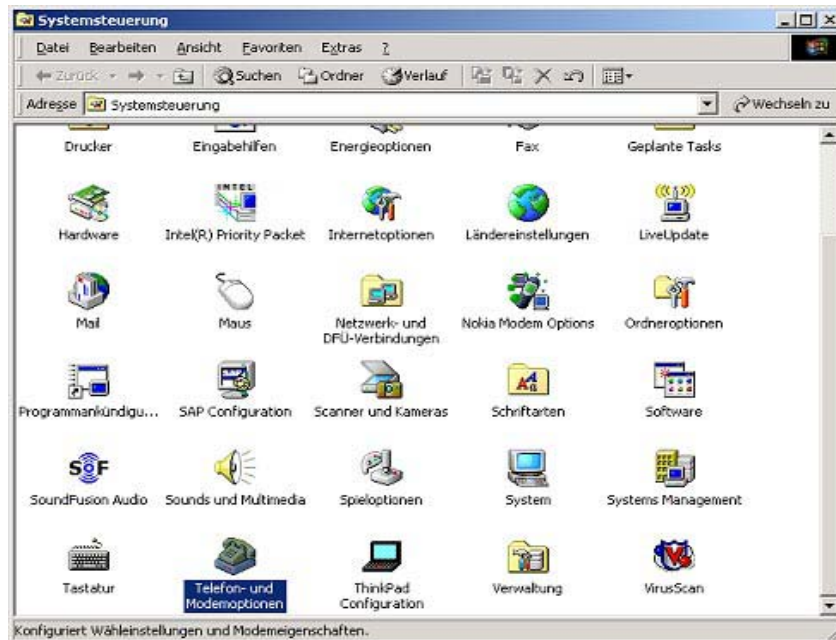 Systemsteuerung
Datei Bearbeiten Ansicht Favoriten Extras ?
Zurück Suchen Ordner Verlauf
Adresse Systemsteuerung Wechseln zu
Drucker Eingabehilfen Energieoptionen Fax Geplante Tasks
INTEL
Hardware Intel(R) Priority Packet Internetoptionen Ländereinstellungen LiveUpdate
Mail Maus Netzwerk- und Nokia Modem Options Ordneroptionen
DFÜ-Verbindungen
Programmankündigu... SAP Configuration Scanner und Kameras Schriftarten Software
SoundFusion Audio Sounds und Multimedia Spieloptionen System Systems Management
Tastatur Telefon- und ThinkPad Verwaltung VirusScan
Modemoptionen Configuration
Konfiguriert Wähleinstellungen und Modemeigenschaften.